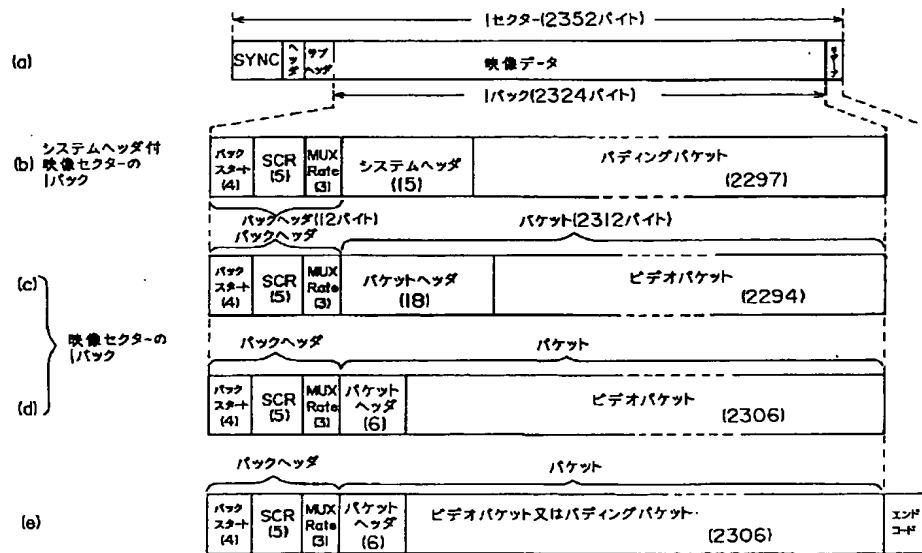 1セクター(2352バイト)
(a)
SYNC
ヘッダ
サブヘッダ
映像データ
リザーブ
1パック(2324バイト)
(b)
システムヘッダ付
映像セクターの
1パック
パック
スタート
(4)
SCR
(5)
MUX
Rate
(3)
システムヘッダ
(15)
パディングパケット
(2297)
パックヘッダ(12バイト)
パックヘッダ
パケット(2312バイト)
(c)
パック
スタート
(4)
SCR
(5)
MUX
Rate
(3)
パケットヘッダ
(18)
ビデオパケット
(2294)
映像セクターの
1パック
パックヘッダ
パケット
(d)
パック
スタート
(4)
SCR
(5)
MUX
Rate
(3)
パケット
ヘッダ
(6)
ビデオパケット
(2306)
パックヘッダ
パケット
(e)
パック
スタート
(4)
SCR
(5)
MUX
Rate
(3)
パケット
ヘッダ
(6)
ビデオパケット又はパディングパケット
(2306)
エンド
コード